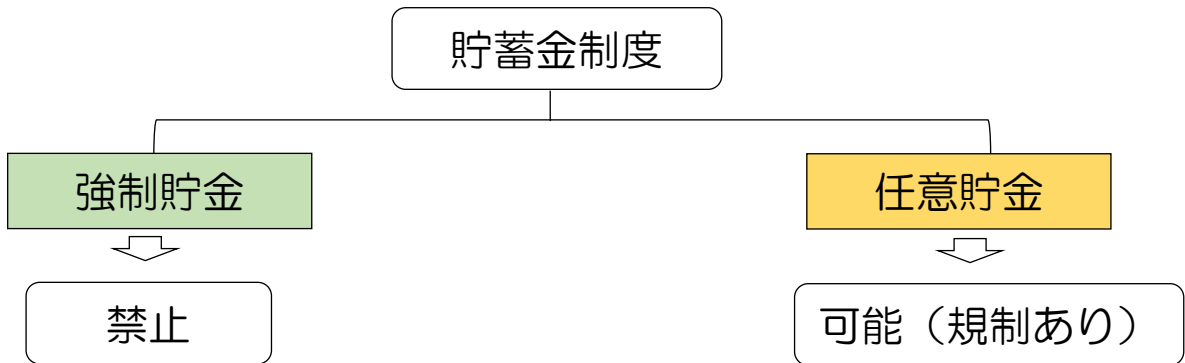 貯蓄金制度
強制貯金
任意貯金
禁止
可能（規制あり）